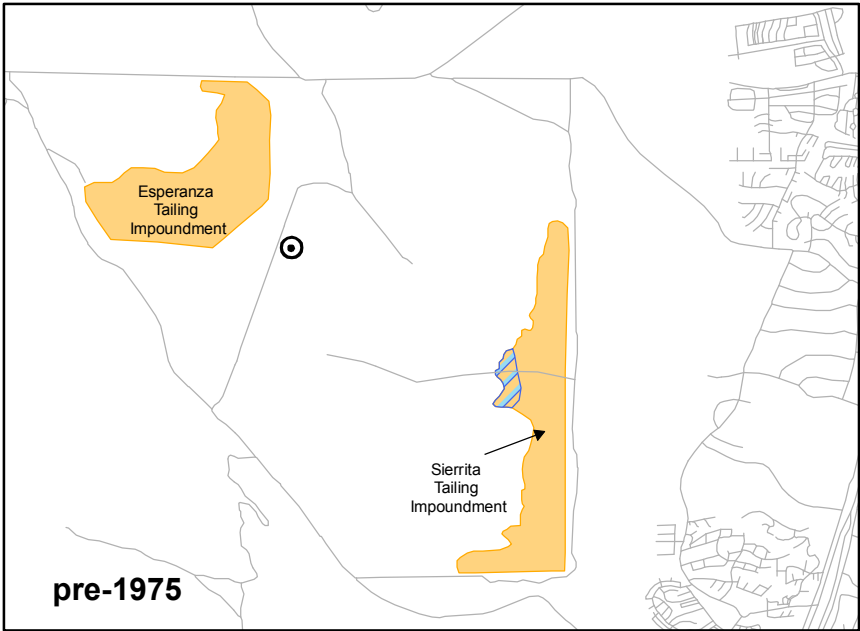 Esperanza
Tailing
Impoundment
Sierrita
Tailing
Impoundment
pre-1975